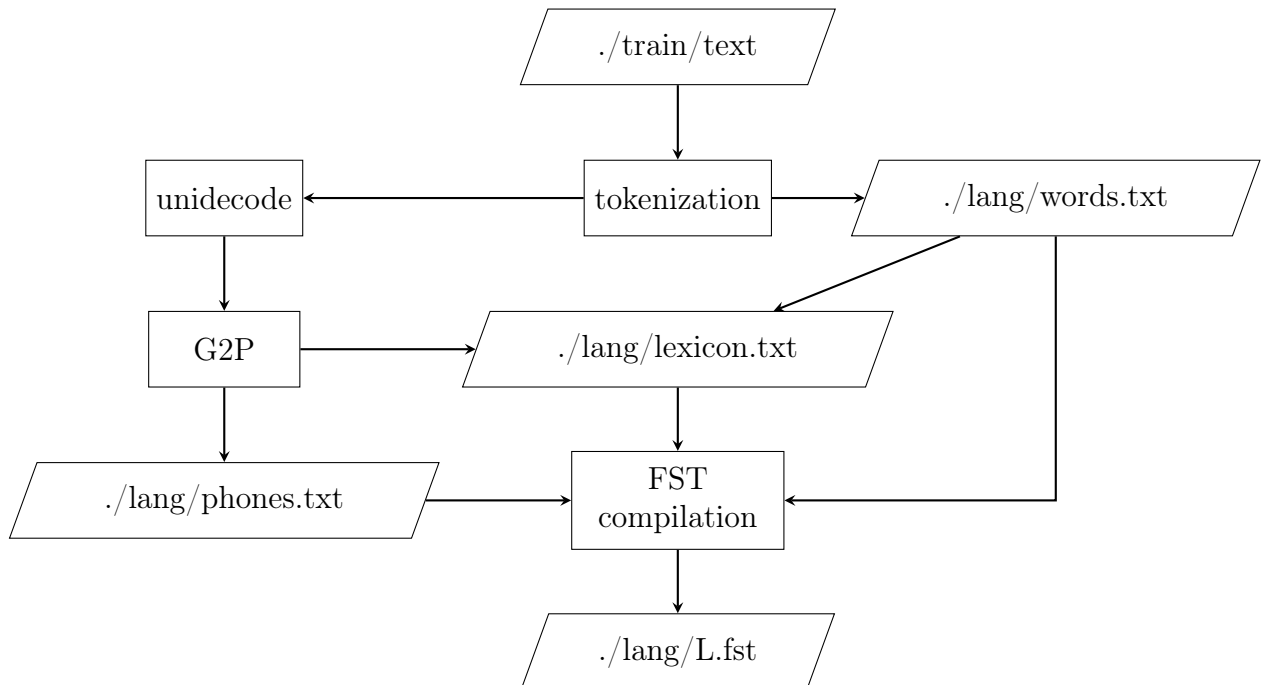 ./train/text
unidecode
tokenization
./lang/words.txt
G2P
./lang/lexicon.txt
./lang/phones.txt
FST
compilation
./lang/L.fst